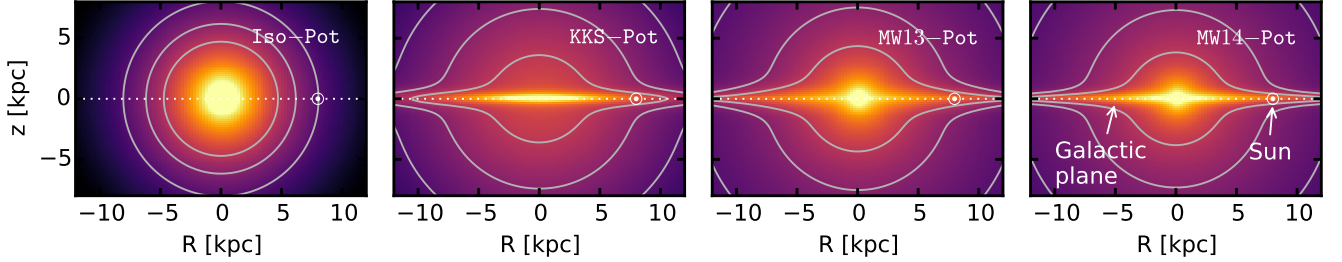 Iso−Pot
KKS−Pot
MW13−Pot
MW14−Pot
z [kpc]
5
0
−5
Galactic
plane
Sun
−10 −5 0 5 10
−10 −5 0 5 10
−10 −5 0 5 10
−10 −5 0 5 10
R [kpc]
R [kpc]
R [kpc]
R [kpc]